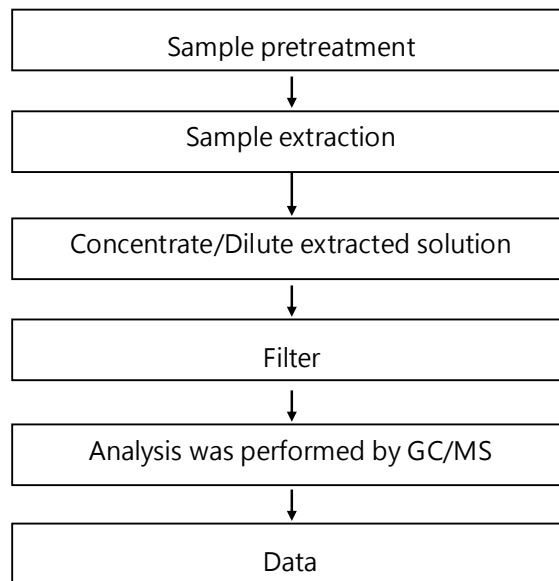 Sample pretreatment
Sample extraction
Concentrate/Dilute extracted solution
Filter
Analysis was performed by GC/MS
Data